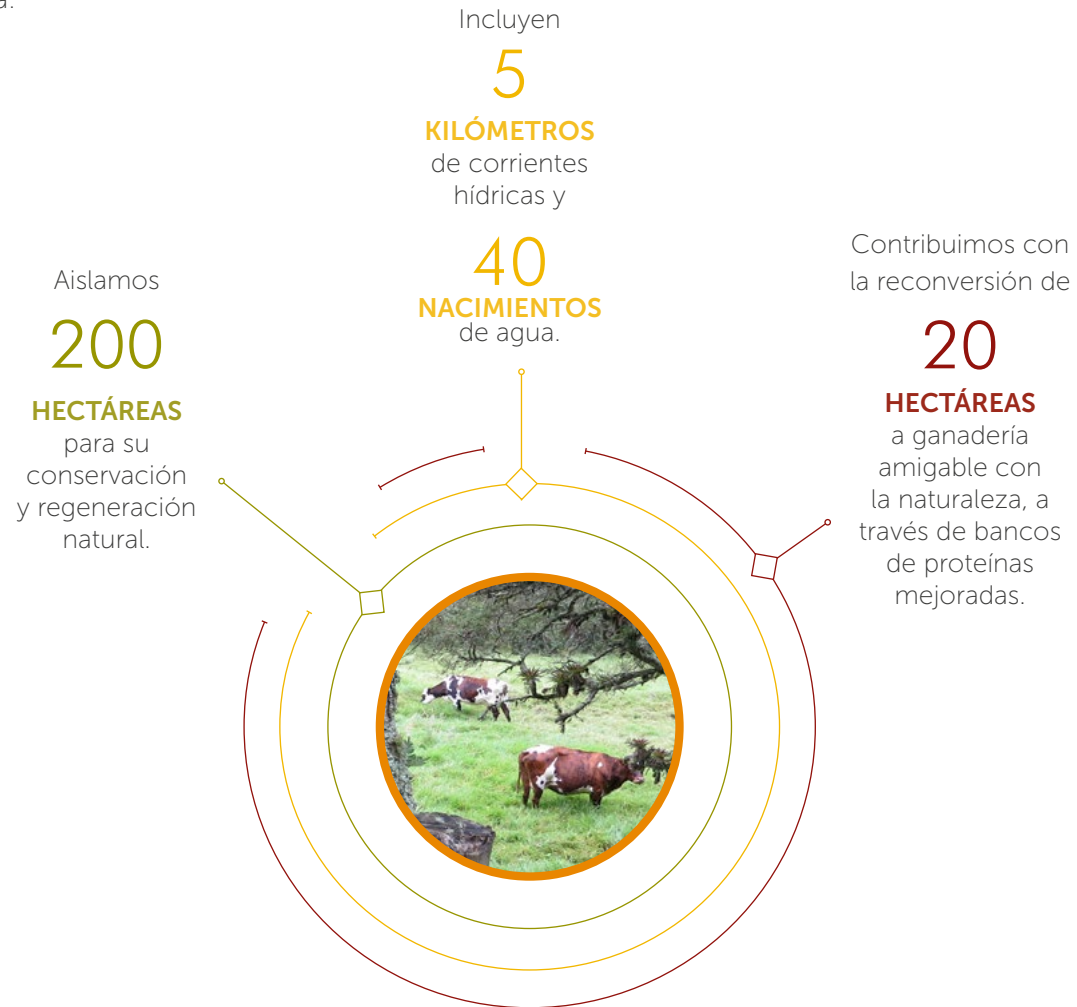 a.
Incluyen
5
KILÓMETROS
de corrientes
hídricas y
40
NACIMIENTOS
de agua.
Aislamos
200
HECTÁREAS
para su
conservación
y regeneración
natural.
Contribuimos con
la reconversión de
20
HECTÁREAS
a ganadería
amigable con
la naturaleza, a
través de bancos
de proteínas
mejoradas.